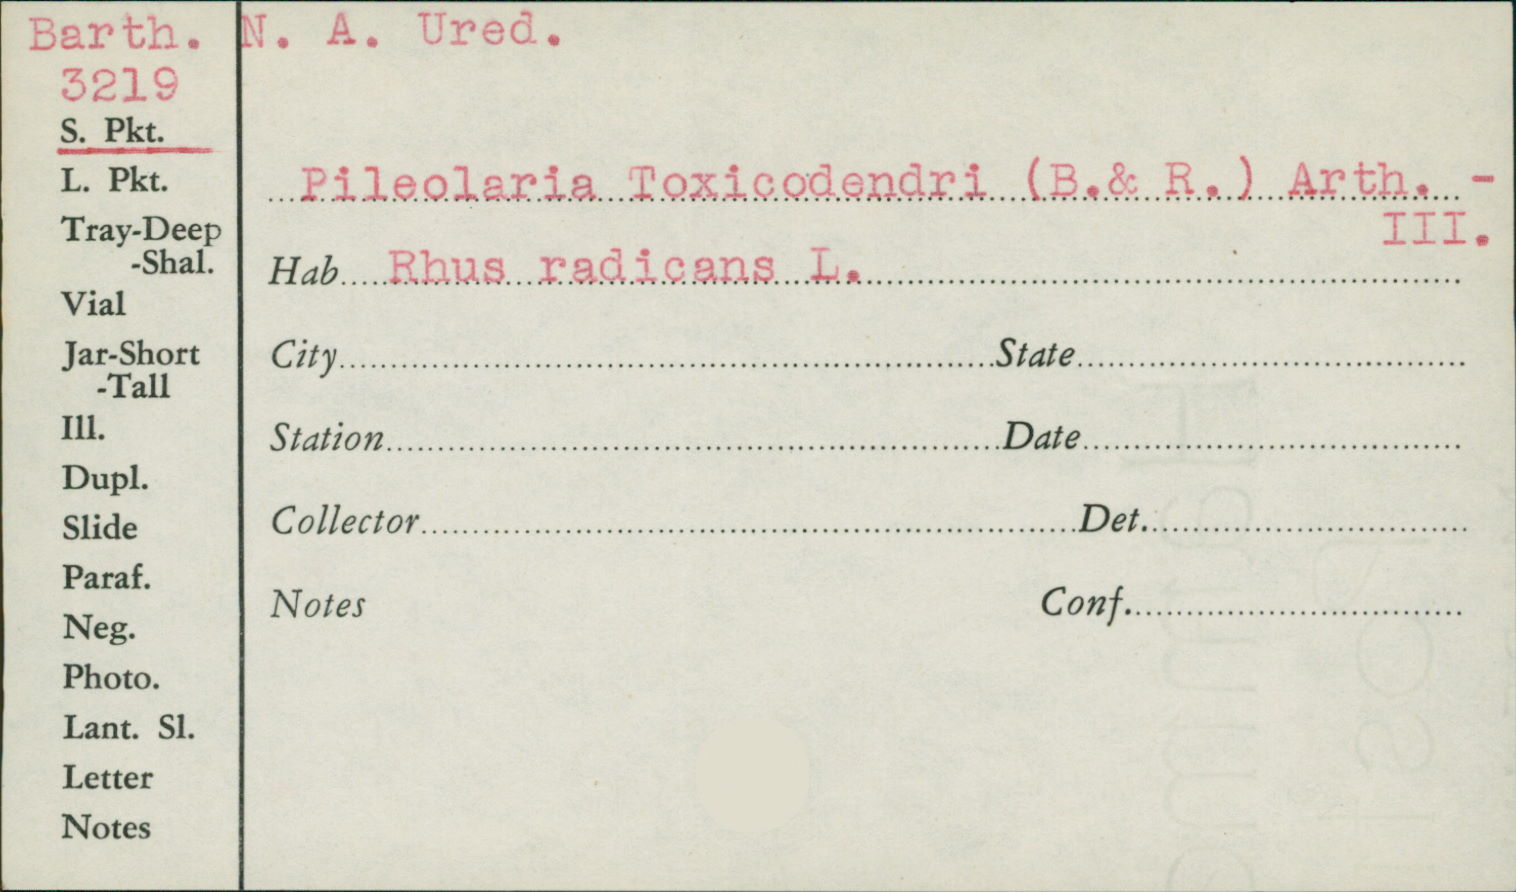 Barth. N. A. Ured.
3219
S. Pkt.
L. Pkt.
Tray-Deep
-Shal.
Vial
Jar-Short
-Tall
Ill.
Dupl.
Slide
Paraf.
Neg.
Photo.
Lant. Sl.
Letter
Notes
Pileolaria Toxicodendri (B.& R.) Arth. -
III.
Hab. Rhus radicans L.
City State
Station Date
Collector Det.
Notes Conf.